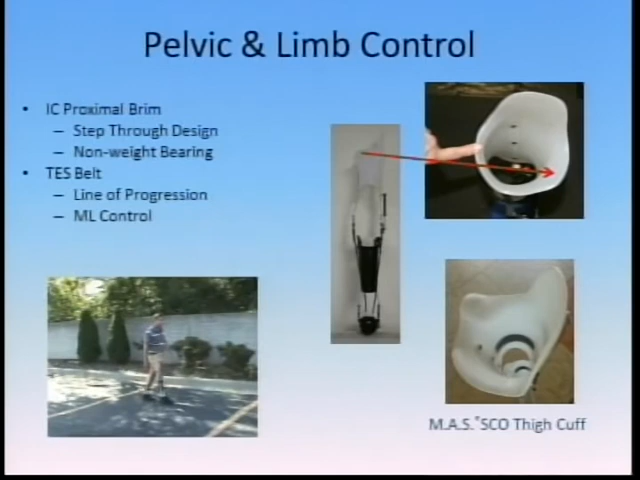 Pelvic & Limb Control
• IC Proximal Brim
– Step Through Design
– Non-weight Bearing
• TES Belt
– Line of Progression
– ML Control
M.A.S.®SCO Thigh Cuff